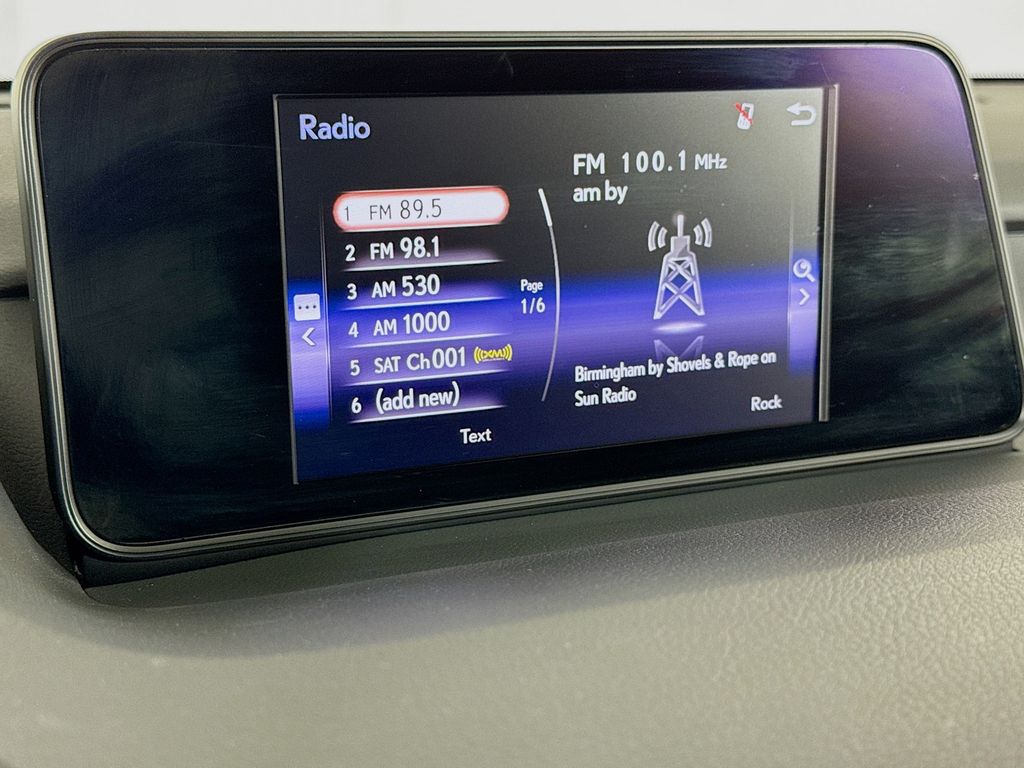 Radio
1 FM 89.5
2 FM 98.1
3 AM 530
4 AM 1000
5 SAT Ch001 ((XM))
6 (add new)
Page
1/6
Text
FM 100.1 MHz
am by
Birmingham by Shovels & Rope on
Sun Radio
Rock